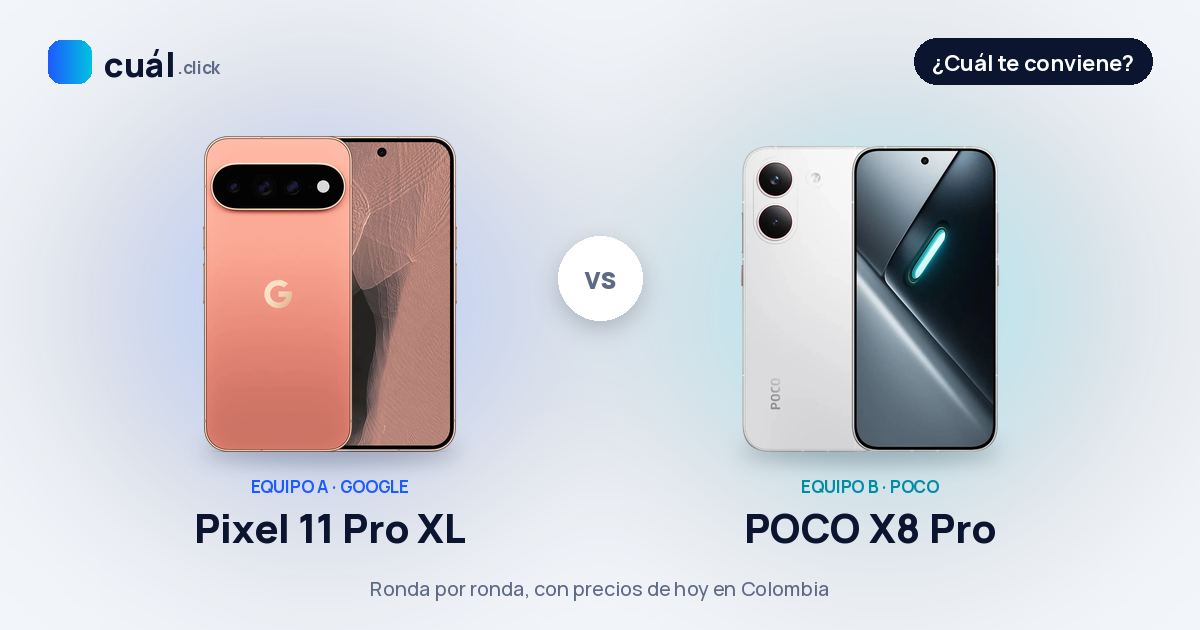 cuál.click
¿Cuál te conviene?
G
POCO
vs
EQUIPO A · GOOGLE
Pixel 11 Pro XL
EQUIPO B · POCO
POCO X8 Pro
Ronda por ronda, con precios de hoy en Colombia